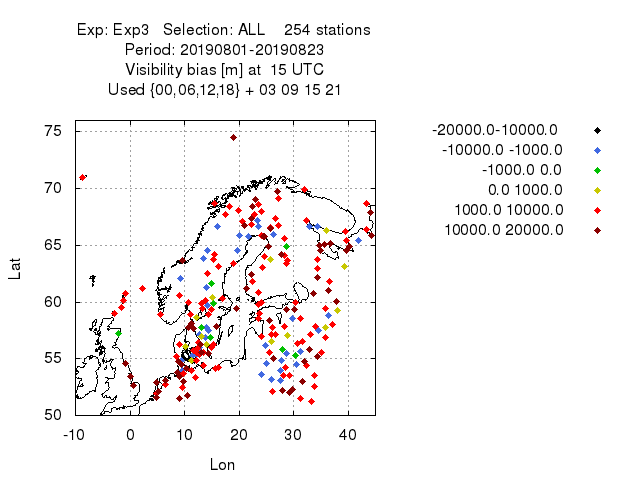 Exp: Exp3   Selection: ALL    254 stations
Period: 20190801-20190823
Visibility bias [m] at  15 UTC
Used {00,06,12,18} + 03 09 15 21
-20000.0-10000.0
-10000.0 -1000.0
-1000.0 0.0
0.0 1000.0
1000.0 10000.0
10000.0 20000.0
75
70
65
60
55
50
Lat
-10 0 10 20 30 40
Lon